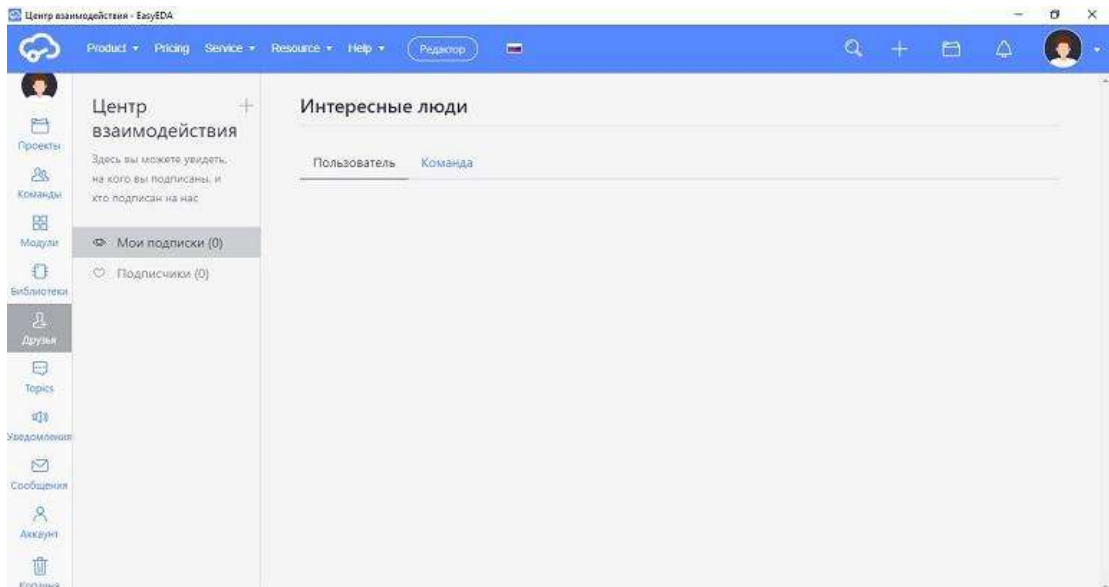 Центр взаимодействия - EasyEDA
Product Pricing Service Resource Help Редактор
Проекты
Команды
Модули
Библиотеки
Друзья
Topics
Уведомления
Сообщения
Аккаунт
Корзина
Центр
взаимодействия
Здесь вы можете увидеть,
на кого вы подписаны, и
кто подписан на нас
Мои подписки (0)
Подписчики (0)
Интересные люди
Пользователь Команда